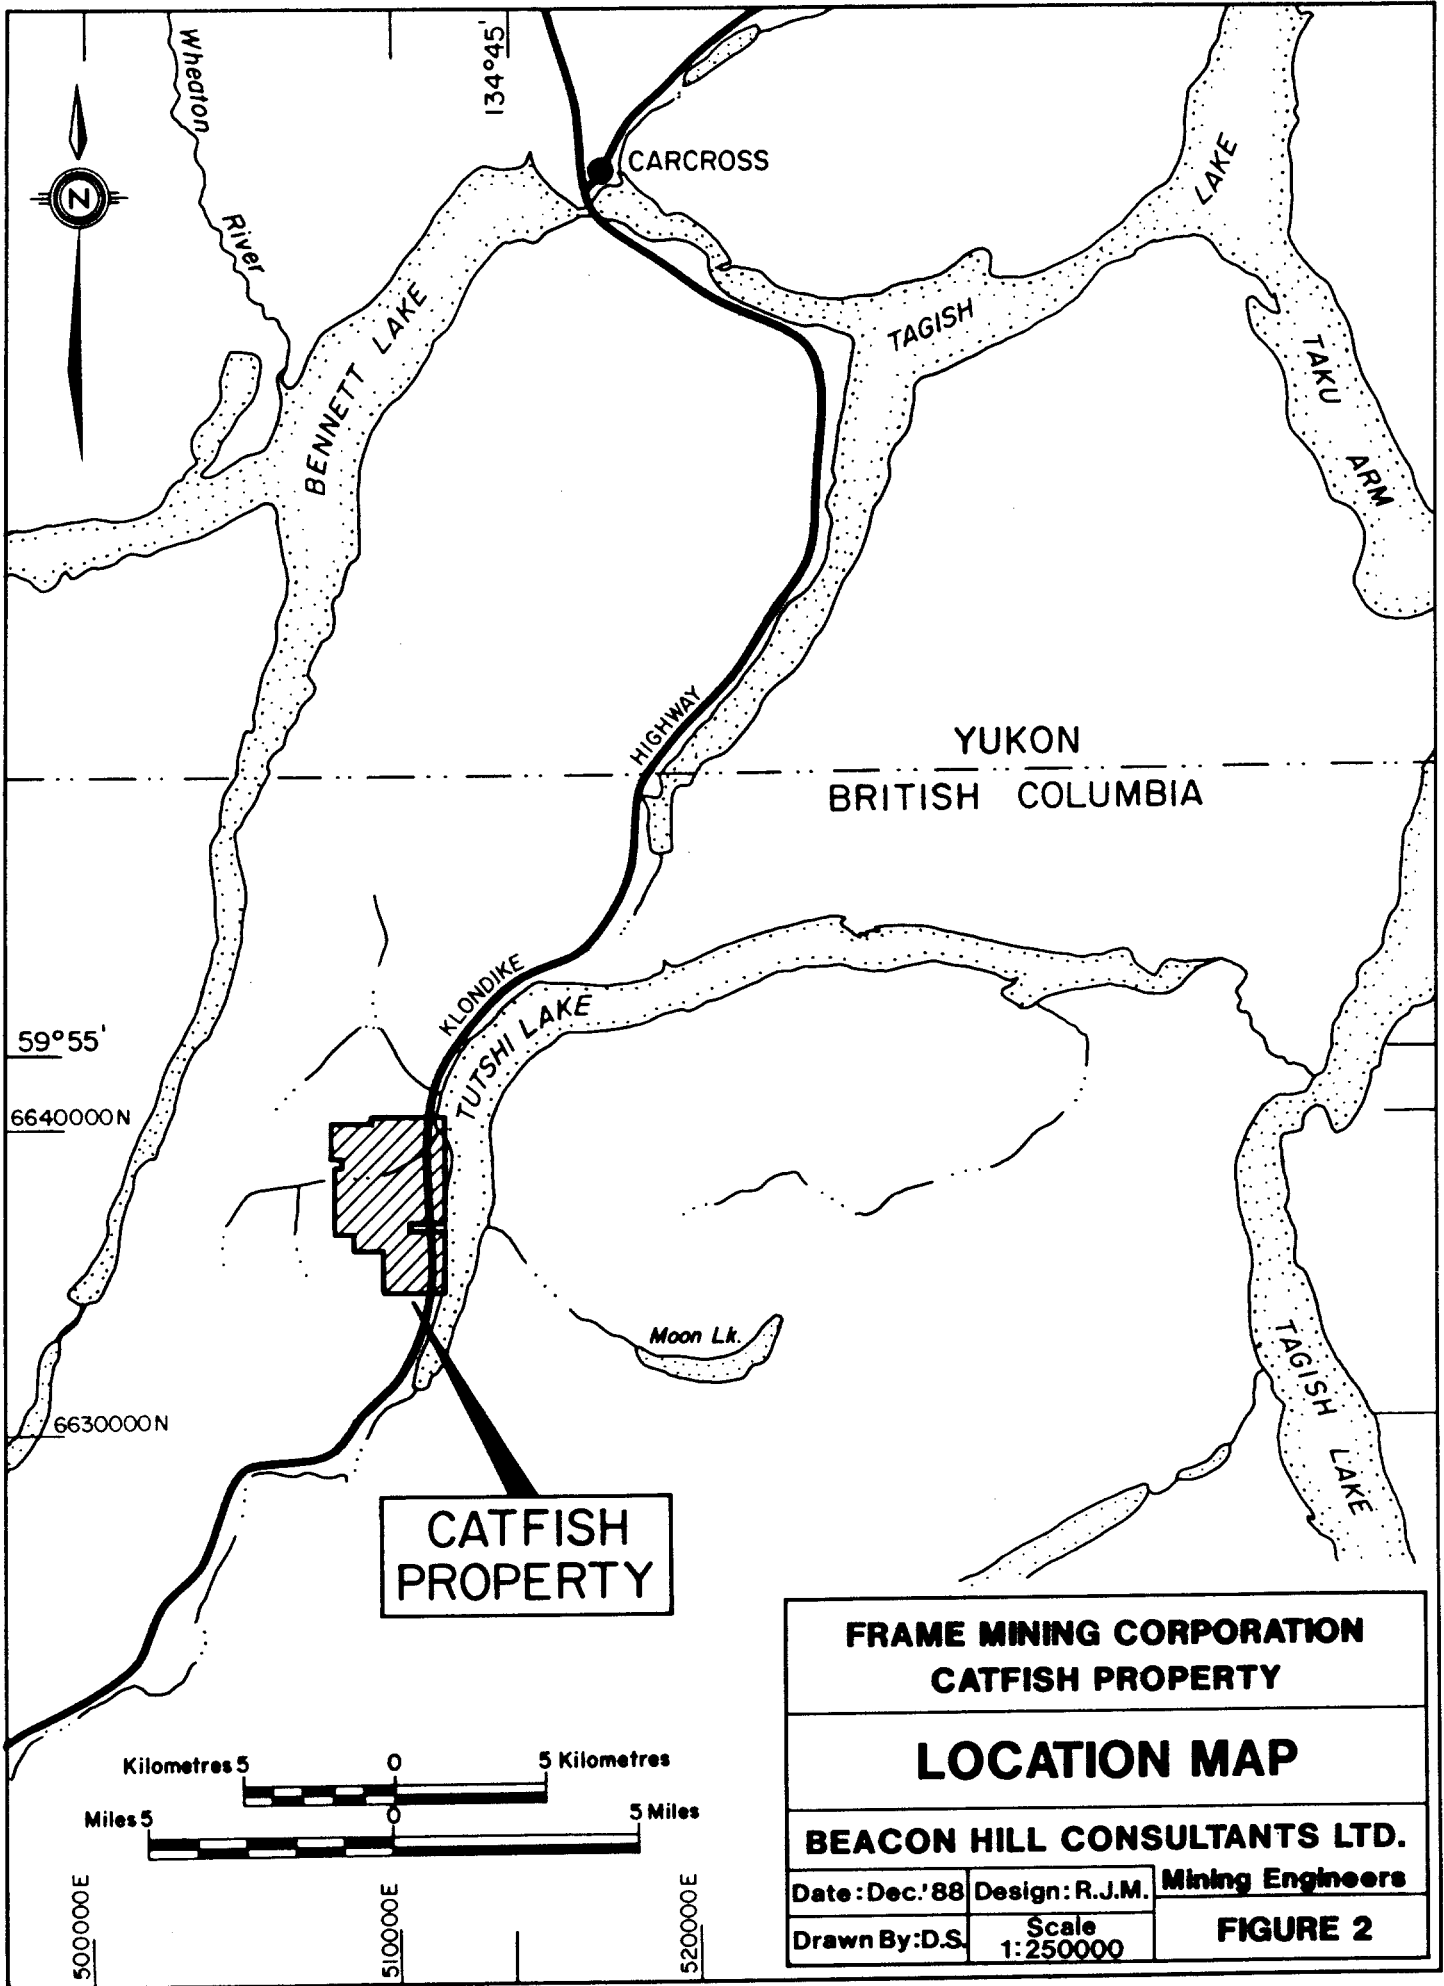 Wheaton
River
134°45'
N
CARCROSS
LAKE
TAGISH
BENNETT LAKE
TAKU
ARM
HIGHWAY
YUKON
BRITISH COLUMBIA
KLONDIKE
TUTSHI LAKE
59°55'
6640000N
Moon Lk.
TAGISH
LAKE
6630000N
CATFISH
PROPERTY
Kilometres 5 0 5 Kilometres
Miles 5 0 5 Miles
500000E
510000E
520000E
FRAME MINING CORPORATION
CATFISH PROPERTY
LOCATION MAP
BEACON HILL CONSULTANTS LTD.
Mining Engineers
Date: Dec.'88
Design: R.J.M.
Drawn By: D.S.
Scale
1:250000
FIGURE 2